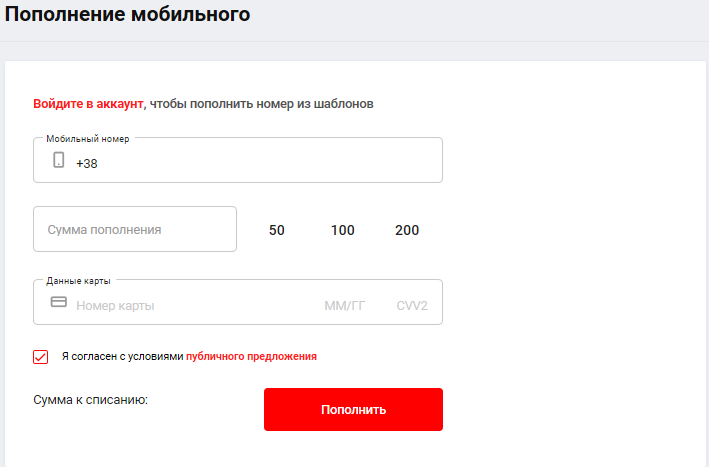 Пополнение мобильного
Войдите в аккаунт, чтобы пополнить номер из шаблонов
Мобильный номер
+38
Сумма пополнения 50 100 200
Данные карты
Номер карты ММ/ГГ CVV2
Я согласен с условиями публичного предложения
Сумма к списанию: Пополнить